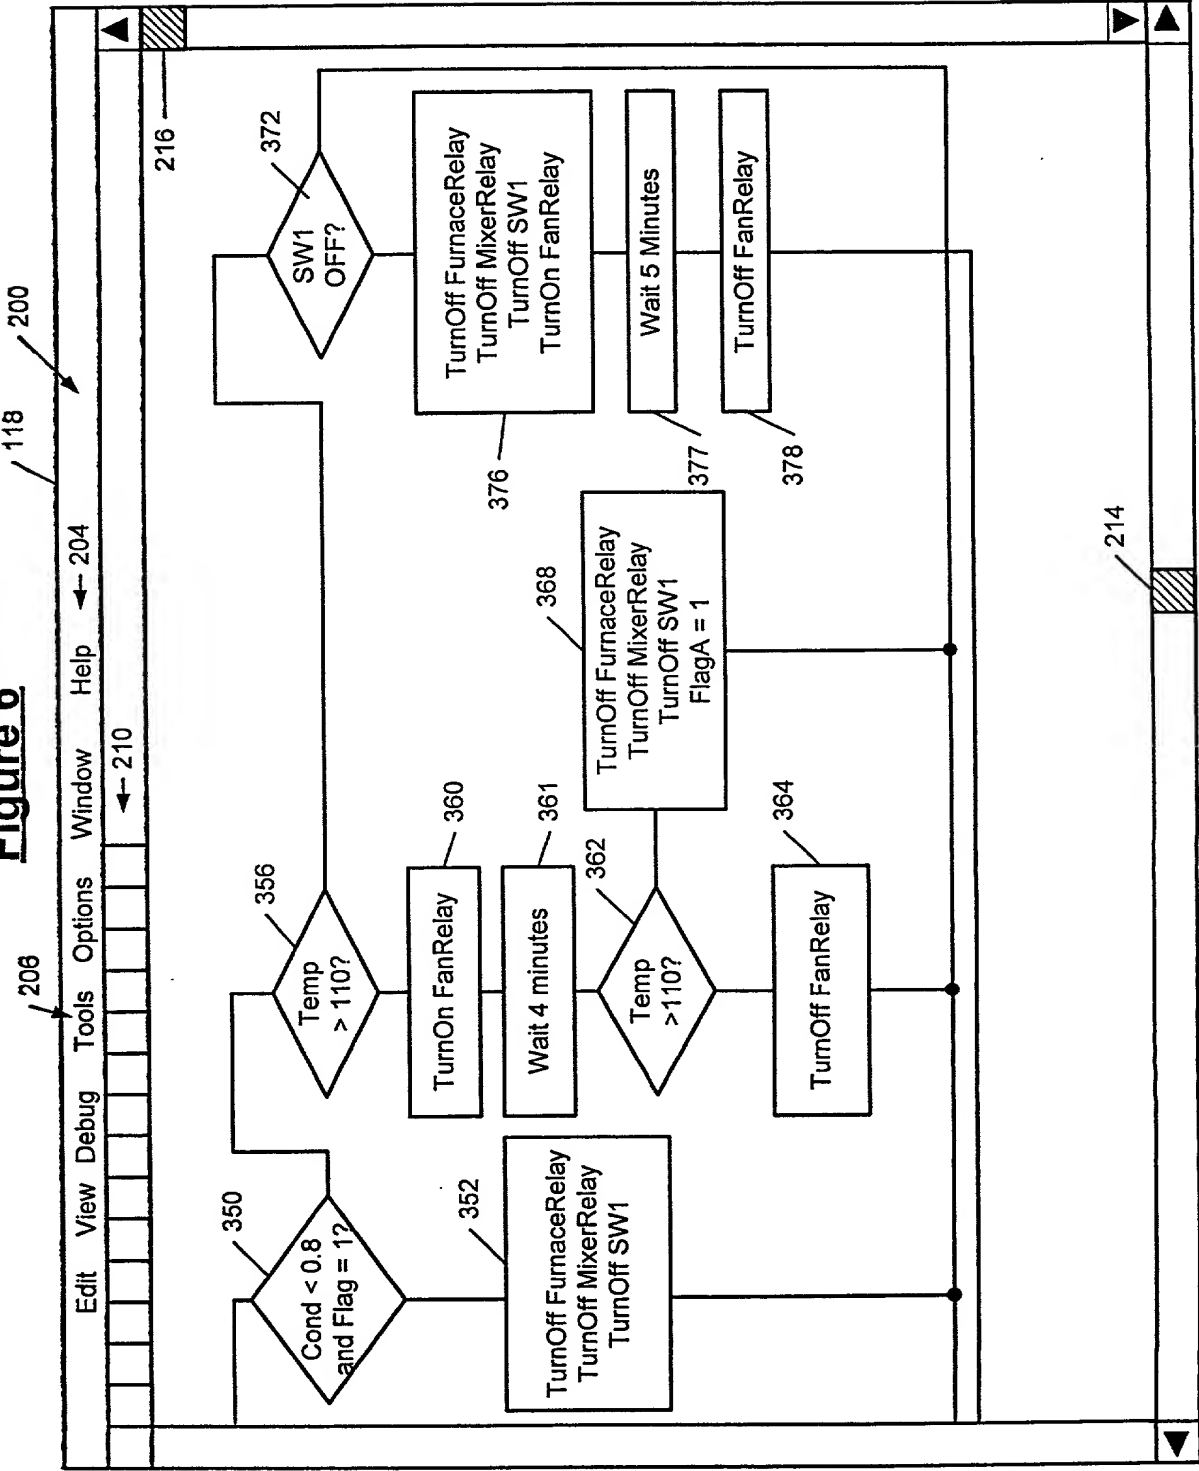 Figure 6
118
200
206
Edit View Debug Tools Options Window Help
204
210
216
350
Cond < 0.8
and Flag = 1?
352
TurnOff FurnaceRelay
TurnOff MixerRelay
TurnOff SW1
356
Temp
> 110?
360
TurnOn FanRelay
361
Wait 4 minutes
362
Temp
>110?
364
TurnOff FanRelay
368
TurnOff FurnaceRelay
TurnOff MixerRelay
TurnOff SW1
FlagA = 1
372
SW1
OFF?
376
TurnOff FurnaceRelay
TurnOff MixerRelay
TurnOff SW1
TurnOn FanRelay
377
Wait 5 Minutes
378
TurnOff FanRelay
214